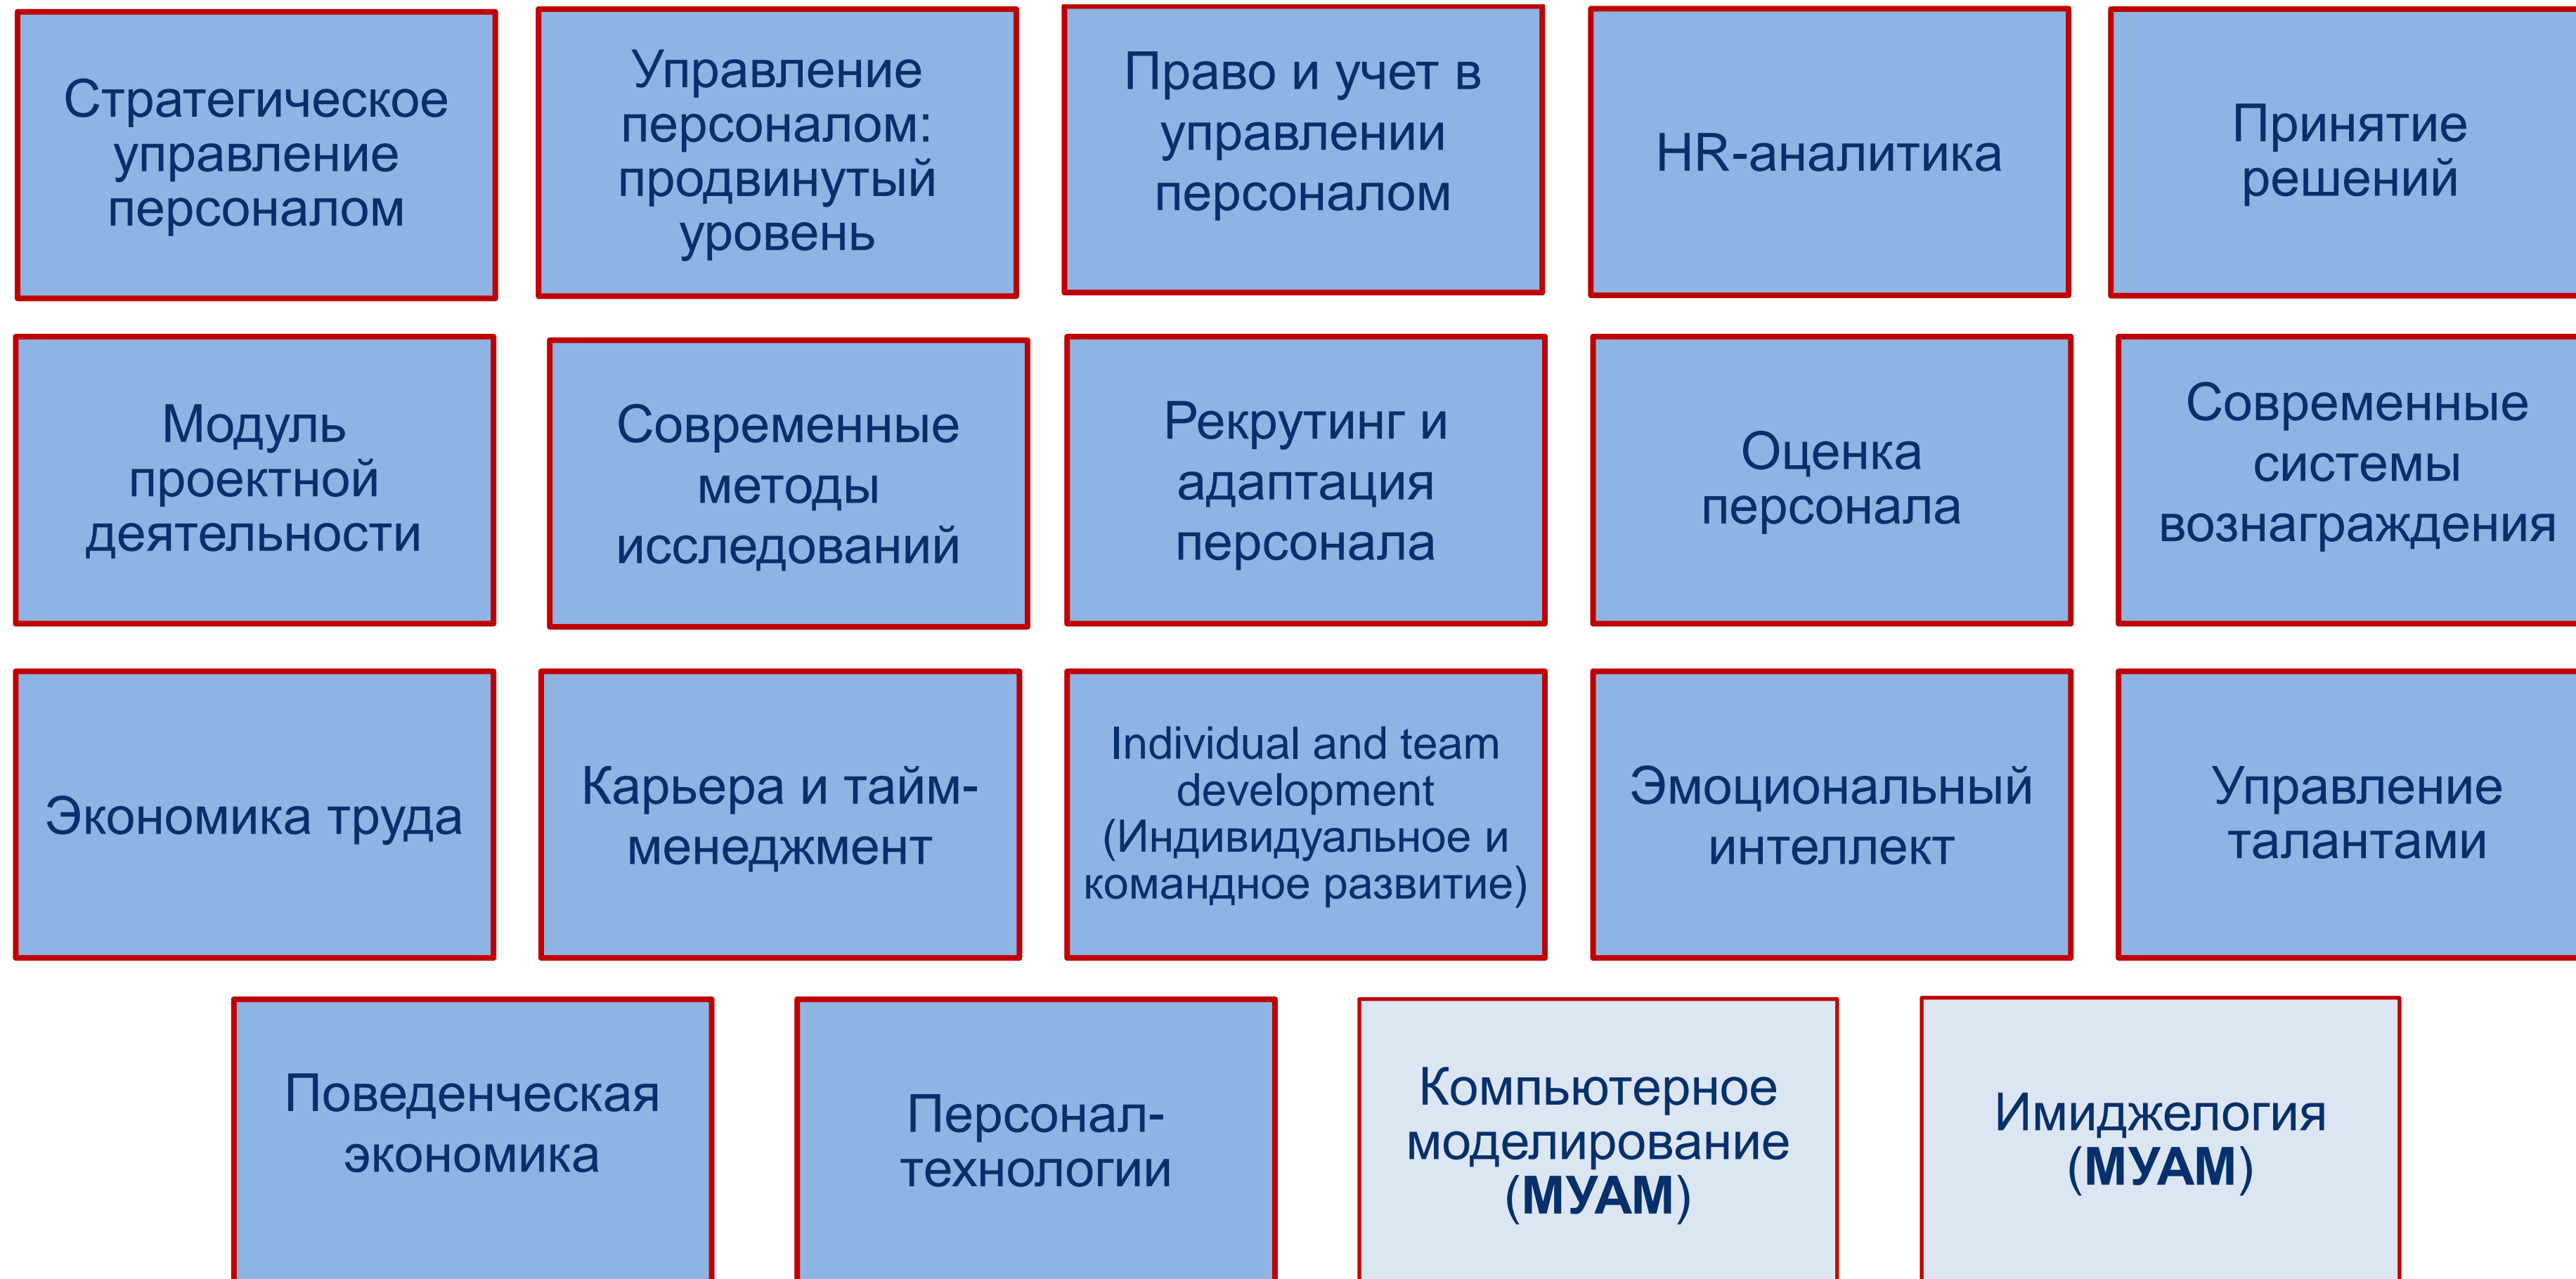 Стратегическое
управление
персоналом
Управление
персоналом:
продвинутый
уровень
Право и учет в
управлении
персоналом
HR-аналитика
Принятие
решений
Модуль
проектной
деятельности
Современные
методы
исследований
Рекрутинг и
адаптация
персонала
Оценка
персонала
Современные
системы
вознаграждения
Экономика труда
Карьера и тайм-
менеджмент
Individual and team
development
(Индивидуальное и
командное развитие)
Эмоциональный
интеллект
Управление
талантами
Поведенческая
экономика
Персонал-
технологии
Компьютерное
моделирование
(МУАМ)
Имиджелогия
(МУАМ)